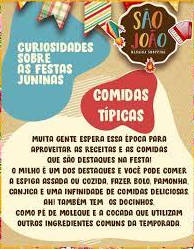 SÃO
JOÃO
CURIOSIDADES
SOBRE
AS FESTAS
JUNINAS
COMIDAS
TÍPICAS
MUITA GENTE ESPERA ESSA ÉPOCA PARA
APROVEITAR AS RECEITAS E AS COMIDAS
QUE SÃO DESTAQUES NA FESTA!
O MILHO É UM DOS DESTAQUES E VOCÊ PODE COMER
A ESPIGA ASSADA OU COZIDA, FAZER BOLO, PAMONHA,
CANJICA E UMA INFINIDADE DE COMIDAS DELICIOSAS.
AH! TAMBÉM TEM OS DOCINHOS,
COMO PÉ DE MOLEQUE E A COCADA QUE UTILIZAM
OUTROS INGREDIENTES COMUNS DA TEMPORADA.